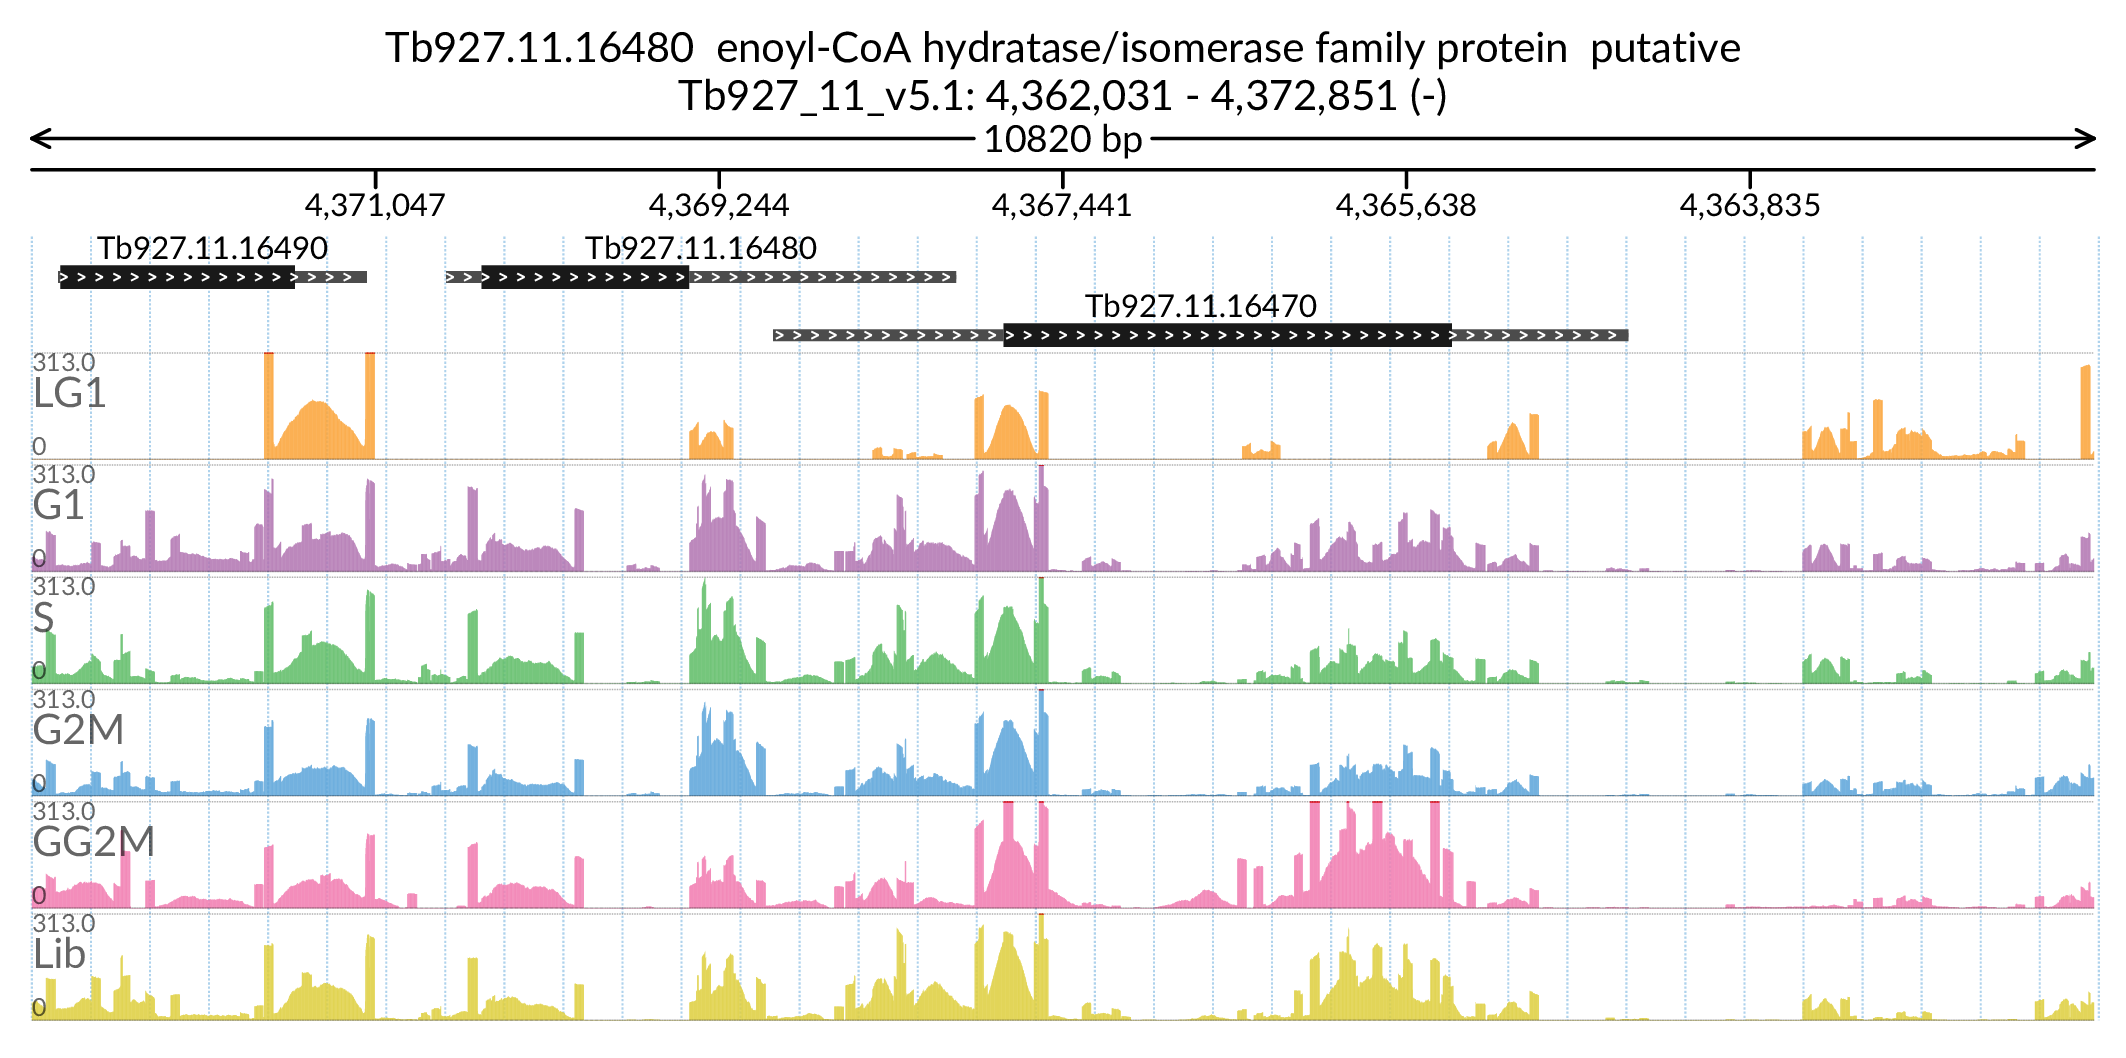 Tb927.11.16480 enoyl-CoA hydratase/isomerase family protein putative
Tb927_11_v5.1: 4,362,031 - 4,372,851 (-)
10820 bp
4,371,047 4,369,244 4,367,441 4,365,638 4,363,835
Tb927.11.16490 Tb927.11.16480
Tb927.11.16470
313.0
LG1
0
313.0
G1
0
313.0
S
0
313.0
G2M
0
313.0
GG2M
0
313.0
Lib
0